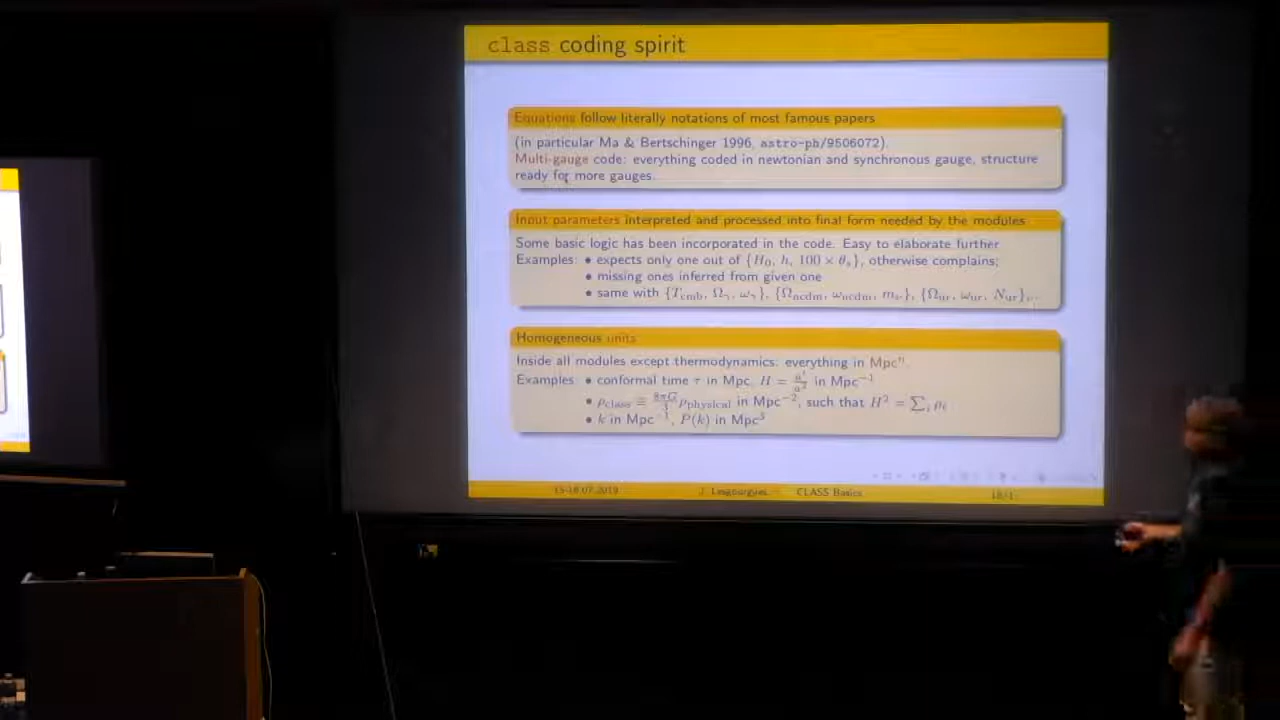 class coding spirit
Equations follow literally notations of most famous papers
(in particular Ma & Bertschinger 1996, astro-ph/9506072).
Multi-gauge code: everything coded in newtonian and synchronous gauge, structure
ready for more gauges.
Input parameters interpreted and processed into final form needed by the modules
Some basic logic has been incorporated in the code. Easy to elaborate further
Examples: • expects only one out of {H₀, h, 100 × θₛ}, otherwise complains;
• missing ones inferred from given one
• same with {T_cmb, Ω_γ, ω_γ}, {Ω_ncdm, ω_ncdm, m_ν}, {Ω_ur, ω_ur, N_ur}, ...
Homogeneous units
Inside all modules except thermodynamics: everything in Mpcⁿ.
Examples: • conformal time τ in Mpc, H = a′/a² in Mpc⁻¹
• ρ_class ≡ 8πG/3 ρ_physical in Mpc⁻², such that H² = ∑ᵢ ρᵢ
• k in Mpc⁻¹, P(k) in Mpc³
15-18.07.2019 J. Lesgourgues CLASS Basics